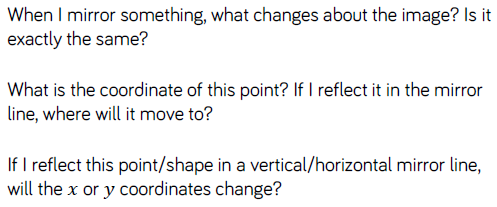 When I mirror something, what changes about the image? Is it
exactly the same?
What is the coordinate of this point? If I reflect it in the mirror
line, where will it move to?
If I reflect this point/shape in a vertical/horizontal mirror line,
will the x or y coordinates change?